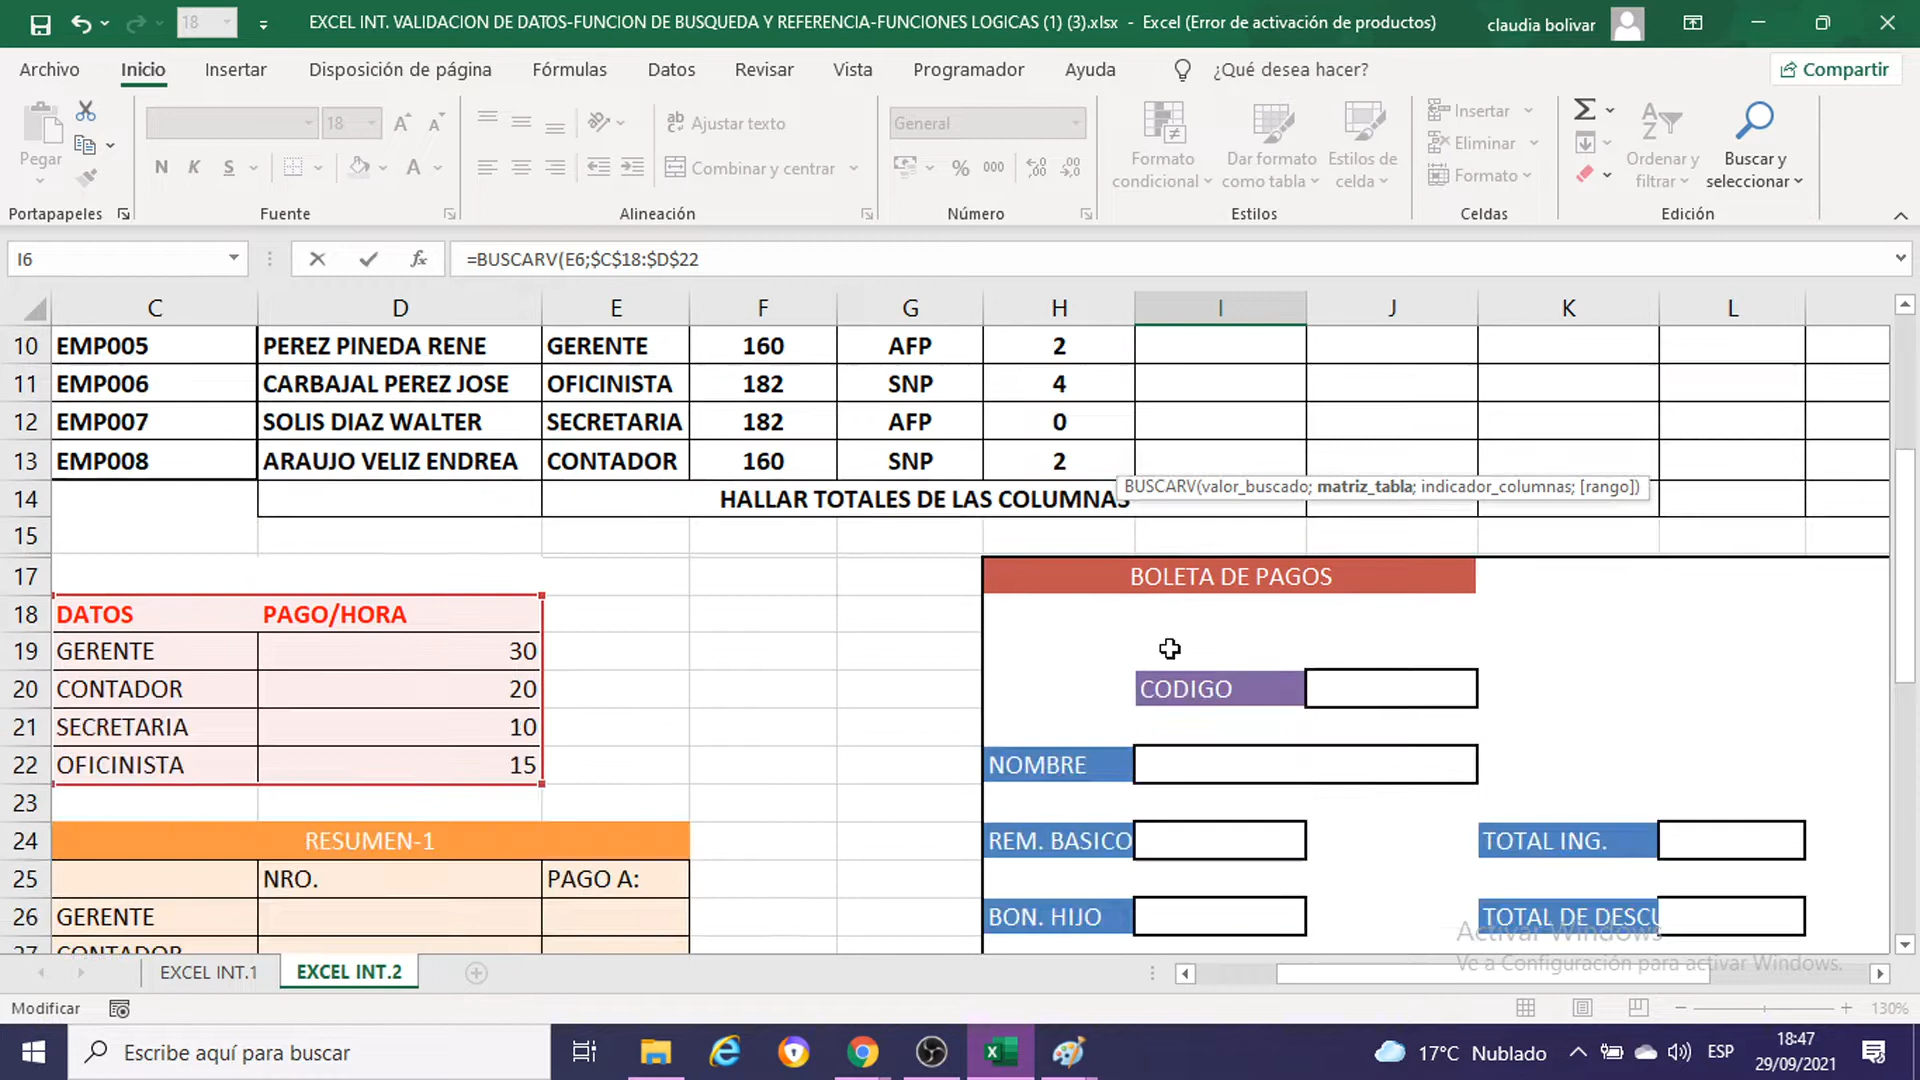 18
EXCEL INT. VALIDACION DE DATOS-FUNCION DE BUSQUEDA Y REFERENCIA-FUNCIONES LOGICAS (1) (3).xlsx - Excel (Error de activación de productos)
claudia bolivar
Archivo Inicio Insertar Disposición de página Fórmulas Datos Revisar Vista Programador Ayuda ¿Qué desea hacer? Compartir
Pegar
18
N K S
Ajustar texto
Combinar y centrar
General
% 000
Formato condicional
Dar formato como tabla
Estilos de celda
Insertar
Eliminar
Formato
Ordenar y filtrar
Buscar y seleccionar
Portapapeles Fuente Alineación Número Estilos Celdas Edición
I6 fx =BUSCARV(E6;$C$18:$D$22
C D E F G H I J K L
10 EMP005 PEREZ PINEDA RENE GERENTE 160 AFP 2
11 EMP006 CARBAJAL PEREZ JOSE OFICINISTA 182 SNP 4
12 EMP007 SOLIS DIAZ WALTER SECRETARIA 182 AFP 0
13 EMP008 ARAUJO VELIZ ENDREA CONTADOR 160 SNP 2
BUSCARV(valor_buscado; matriz_tabla; indicador_columnas; [rango])
14 HALLAR TOTALES DE LAS COLUMNAS
15
17 BOLETA DE PAGOS
18 DATOS PAGO/HORA
19 GERENTE 30
20 CONTADOR 20 CODIGO
21 SECRETARIA 10
22 OFICINISTA 15 NOMBRE
23
24 RESUMEN-1 REM. BASICO TOTAL ING.
25 NRO. PAGO A:
26 GERENTE BON. HIJO TOTAL DE DESCU
27 CONTADOR
Activar Windows
Ve a Configuración para activar Windows.
EXCEL INT.1 EXCEL INT.2
Modificar 130%
Escribe aquí para buscar
17°C Nublado
ESP
18:47
29/09/2021